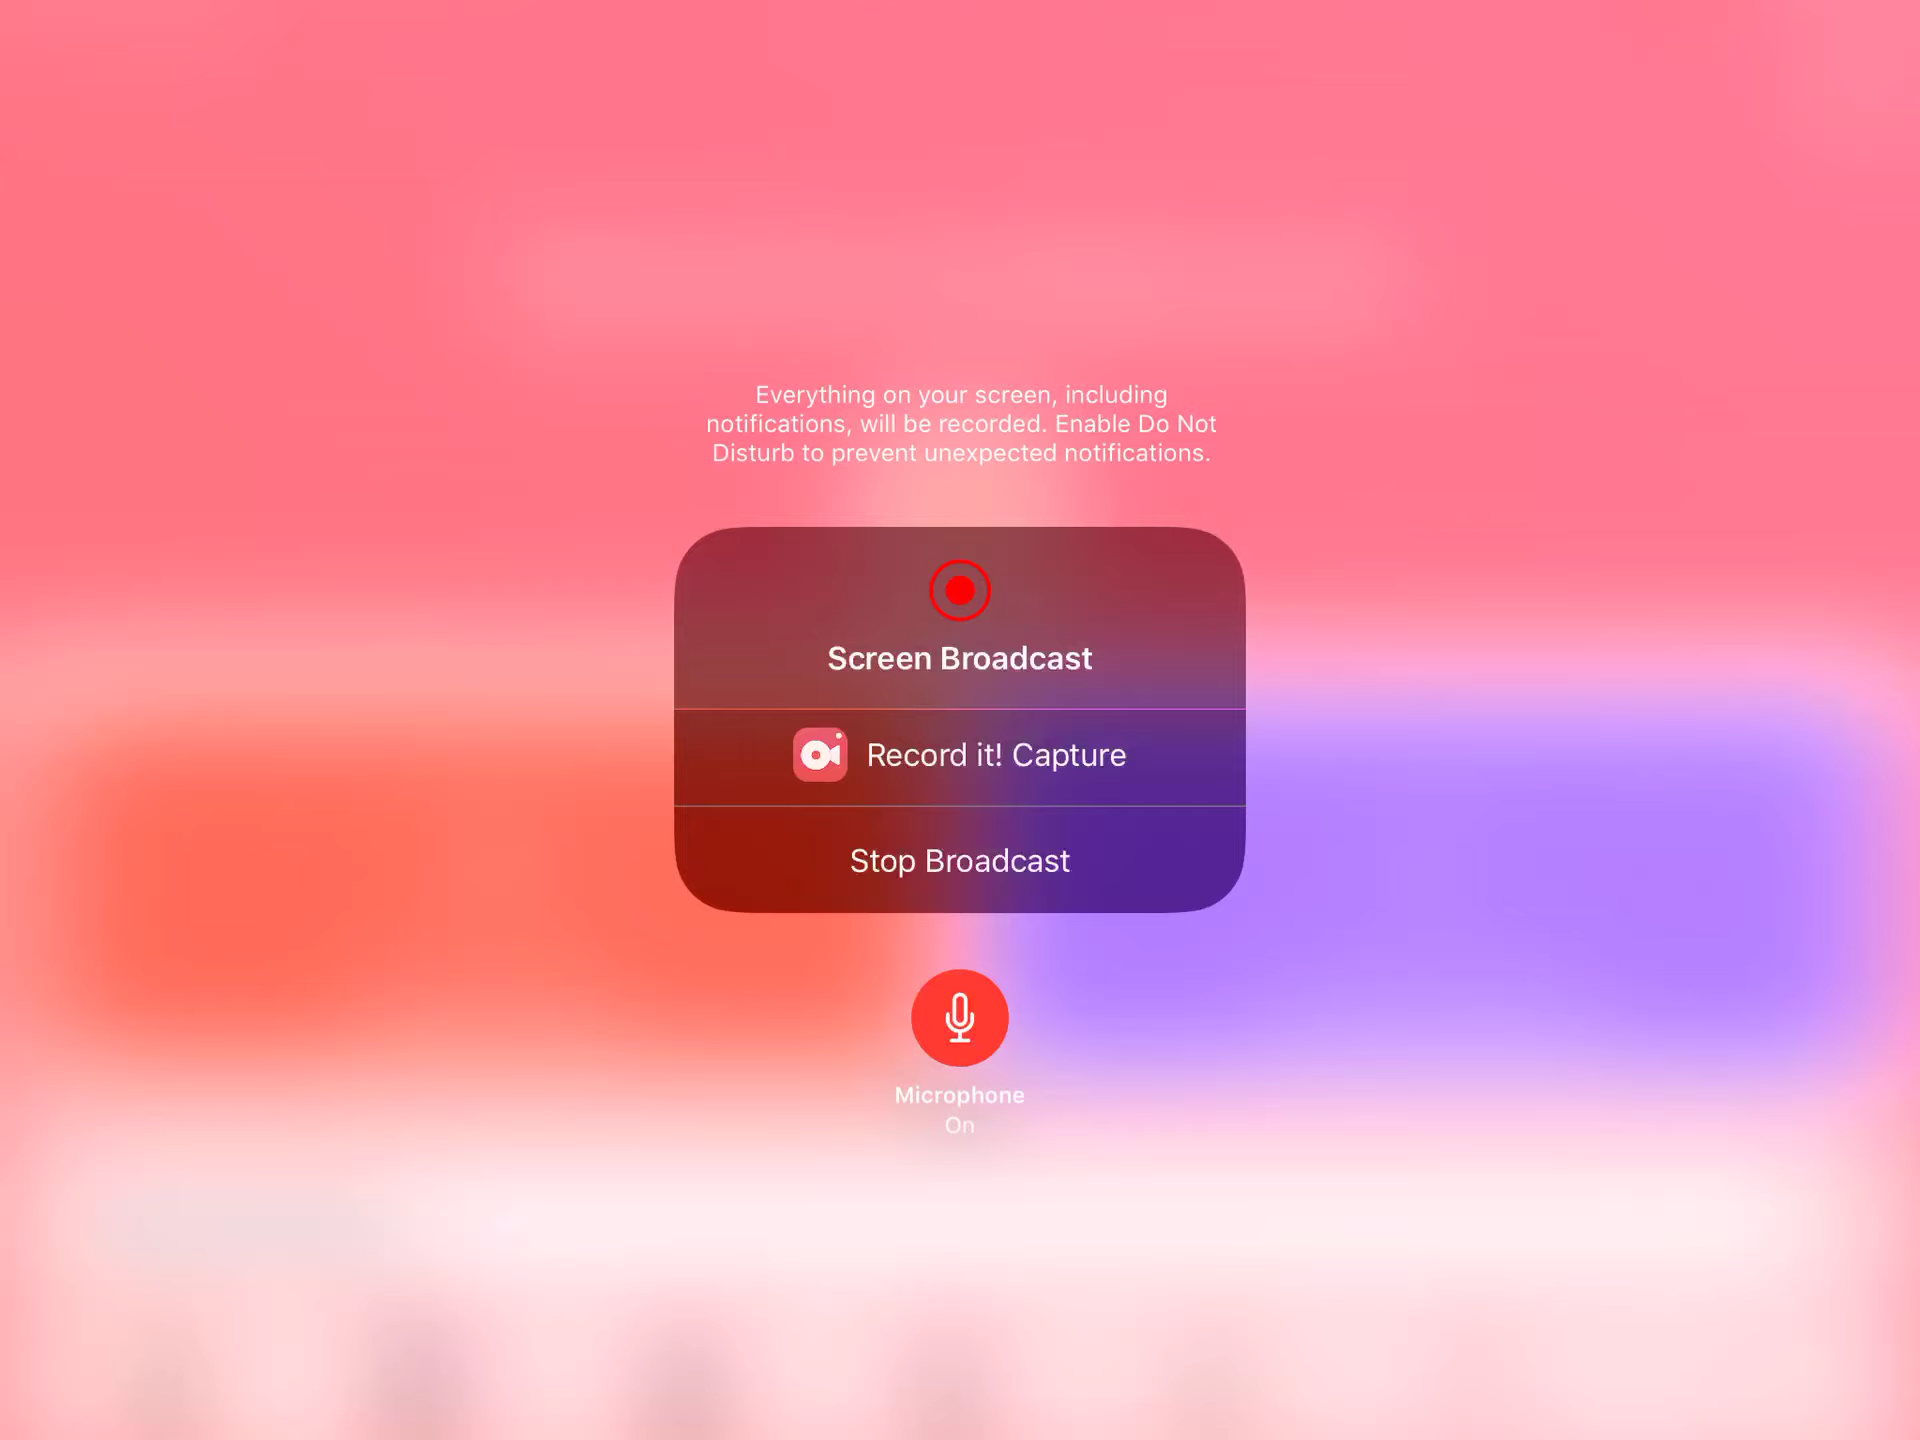 Everything on your screen, including
notifications, will be recorded. Enable Do Not
Disturb to prevent unexpected notifications.
Screen Broadcast
Record it! Capture
Stop Broadcast
Microphone
On